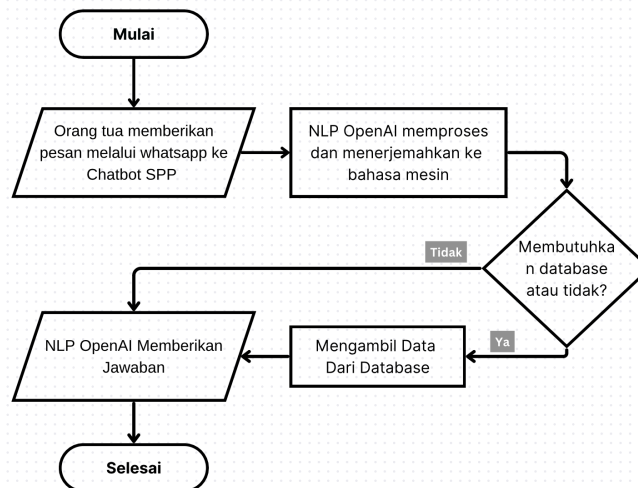 Mulai
Orang tua memberikan
pesan melalui whatsapp ke
Chatbot SPP
NLP OpenAI memproses
dan menerjemahkan ke
bahasa mesin
Membutuhka
n database
atau tidak?
Tidak
Ya
Mengambil Data
Dari Database
NLP OpenAI Memberikan
Jawaban
Selesai